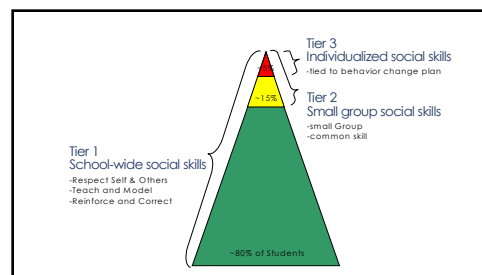 Tier 3
Individualized social skills
-tied to behavior change plan
~5%
~15%
Tier 2
Small group social skills
-small Group
-common skill
Tier 1
School-wide social skills
-Respect Self & Others
-Teach and Model
-Reinforce and Correct
~80% of Students